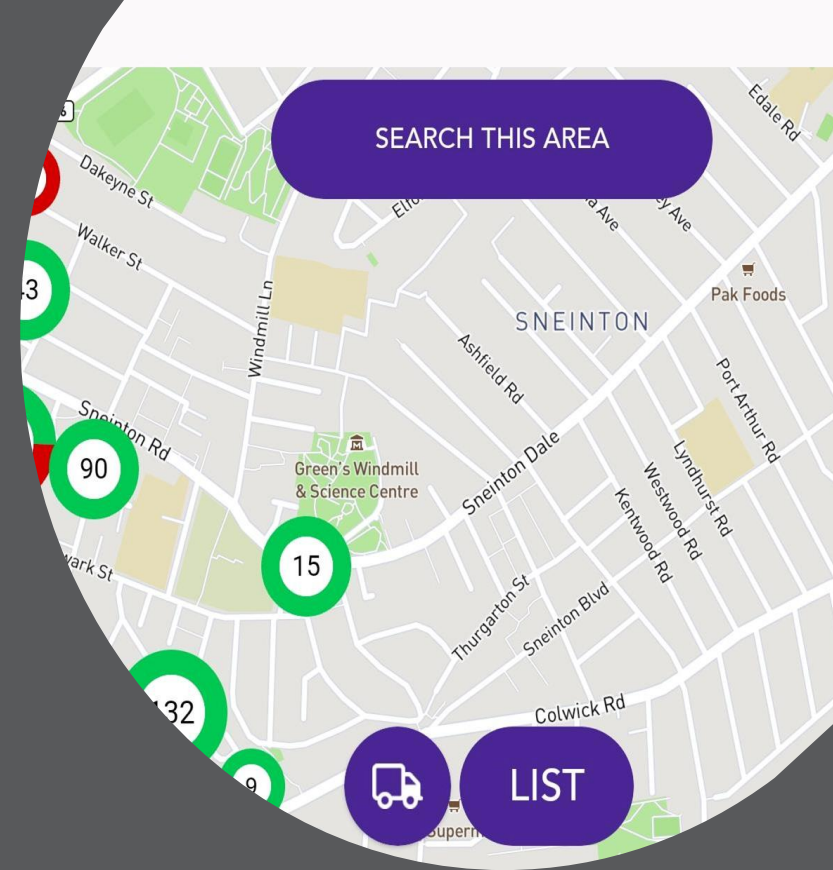 SEARCH THIS AREA
Edale Rd
Dakeyne St
Walker St
Windmill Ln
Pak Foods
SNEINTON
43
Ashfield Rd
Port Arthur Rd
Sneinton Rd
90
Green's Windmill
& Science Centre
Sneinton Dale
Lyndhurst Rd
Westwood Rd
Kentwood Rd
15
Thurgarton St
Sneinton Blvd
132
Colwick Rd
9
LIST